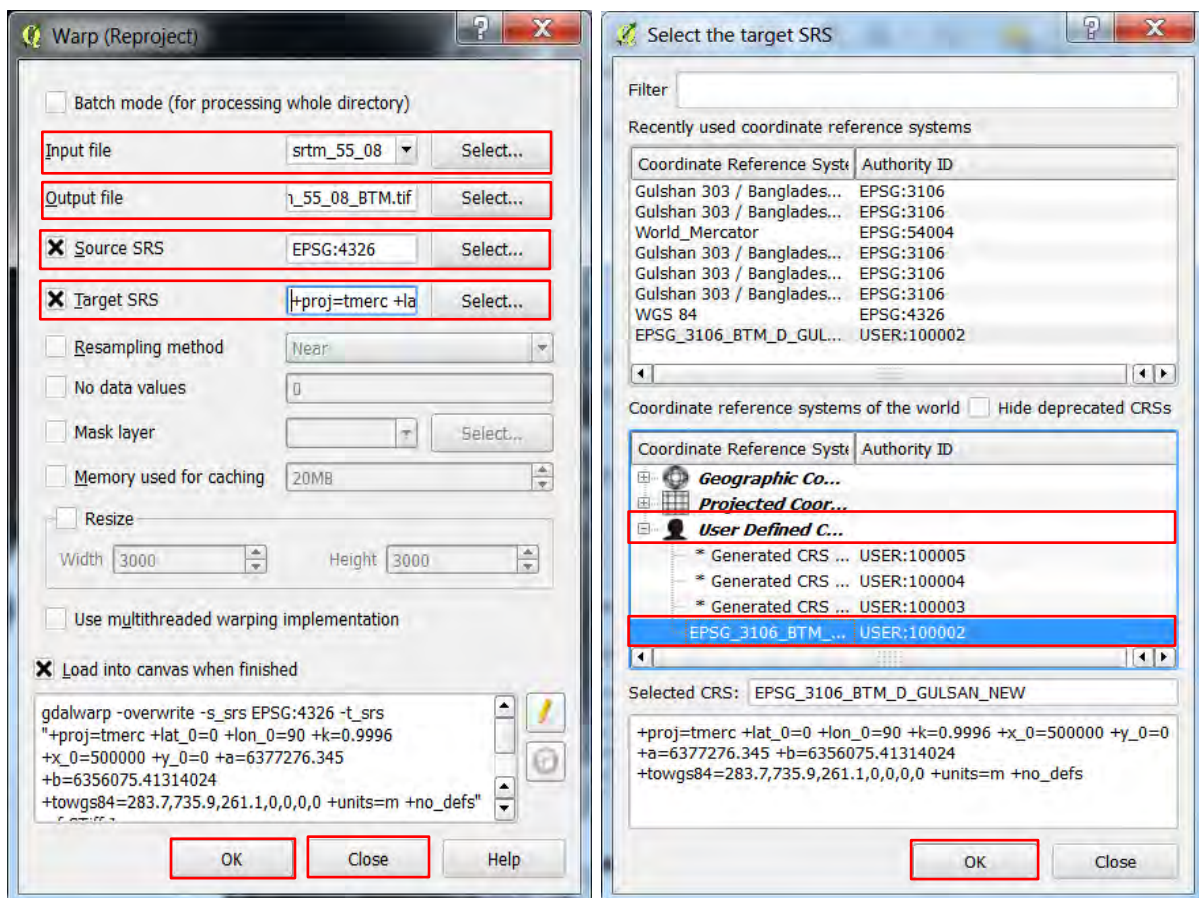 Warp (Reproject)
Batch mode (for processing whole directory)
Input file srtm_55_08 Select...
Output file 1_55_08_BTM.tif Select...
Source SRS EPSG:4326 Select...
Target SRS +proj=tmerc +la Select...
Resampling method Near
No data values 0
Mask layer Select...
Memory used for caching 20MB
Resize
Width 3000 Height 3000
Use multithreaded warping implementation
Load into canvas when finished
gdalwarp -overwrite -s_srs EPSG:4326 -t_srs
"+proj=tmerc +lat_0=0 +lon_0=90 +k=0.9996
+x_0=500000 +y_0=0 +a=6377276.345
+b=6356075.41314024
+towgs84=283.7,735.9,261.1,0,0,0,0 +units=m +no_defs"
OK Close Help
Select the target SRS
Filter
Recently used coordinate reference systems
Coordinate Reference Syste Authority ID
Gulshan 303 / Banglades... EPSG:3106
Gulshan 303 / Banglades... EPSG:3106
World_Mercator EPSG:54004
Gulshan 303 / Banglades... EPSG:3106
Gulshan 303 / Banglades... EPSG:3106
Gulshan 303 / Banglades... EPSG:3106
WGS 84 EPSG:4326
EPSG_3106_BTM_D_GUL... USER:100002
Coordinate reference systems of the world Hide deprecated CRSs
Coordinate Reference Syste Authority ID
Geographic Co...
Projected Coor...
User Defined C...
* Generated CRS ... USER:100005
* Generated CRS ... USER:100004
* Generated CRS ... USER:100003
EPSG_3106_BTM_... USER:100002
Selected CRS: EPSG_3106_BTM_D_GULSAN_NEW
+proj=tmerc +lat_0=0 +lon_0=90 +k=0.9996 +x_0=500000 +y_0=0
+a=6377276.345 +b=6356075.41314024
+towgs84=283.7,735.9,261.1,0,0,0,0 +units=m +no_defs
OK Close